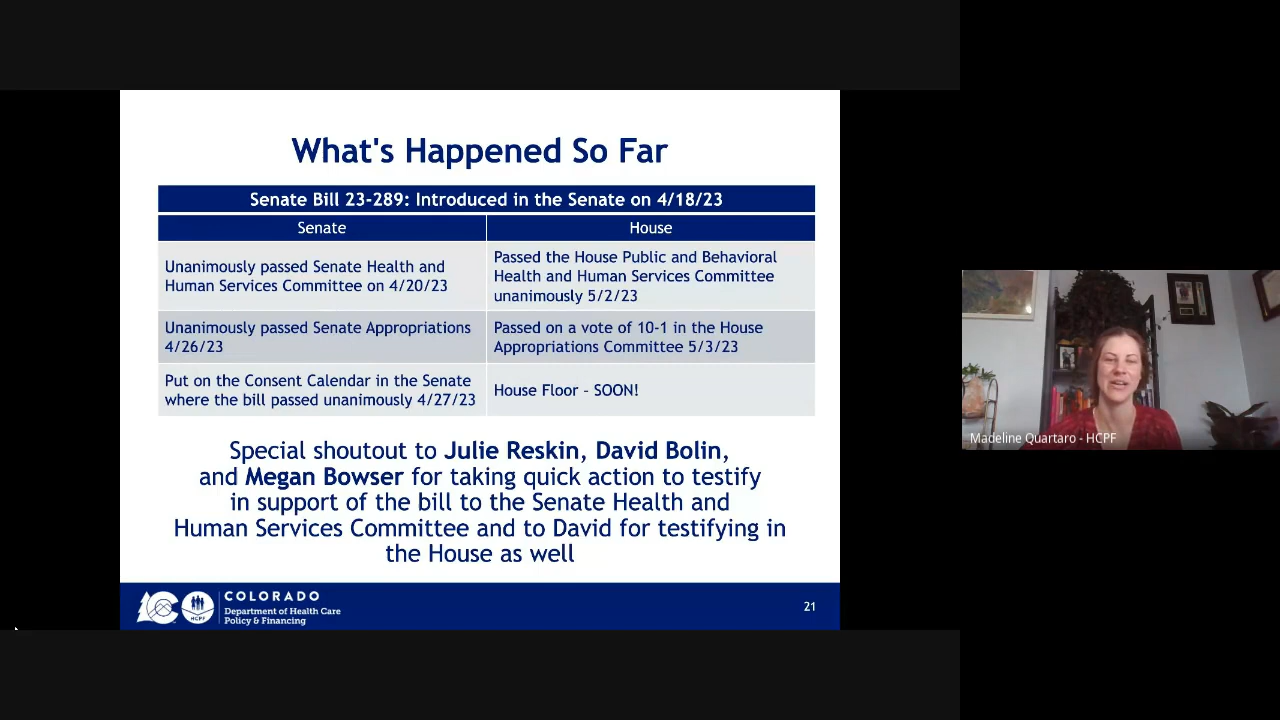 What's Happened So Far
Senate Bill 23-289: Introduced in the Senate on 4/18/23
Senate
House
Unanimously passed Senate Health and
Human Services Committee on 4/20/23
Passed the House Public and Behavioral
Health and Human Services Committee
unanimously 5/2/23
Unanimously passed Senate Appropriations
4/26/23
Passed on a vote of 10-1 in the House
Appropriations Committee 5/3/23
Put on the Consent Calendar in the Senate
where the bill passed unanimously 4/27/23
House Floor – SOON!
Special shoutout to Julie Reskin, David Bolin,
and Megan Bowser for taking quick action to testify
in support of the bill to the Senate Health and
Human Services Committee and to David for testifying in
the House as well
HCPF
COLORADO
Department of Health Care
Policy & Financing
21
Madeline Quartaro - HCPF